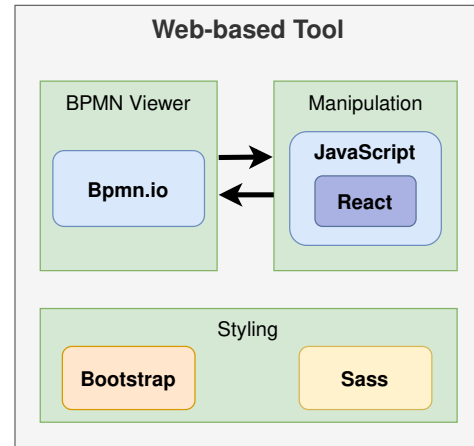 Web-based Tool
BPMN Viewer
Bpmn.io
Manipulation
JavaScript
React
Styling
Bootstrap
Sass